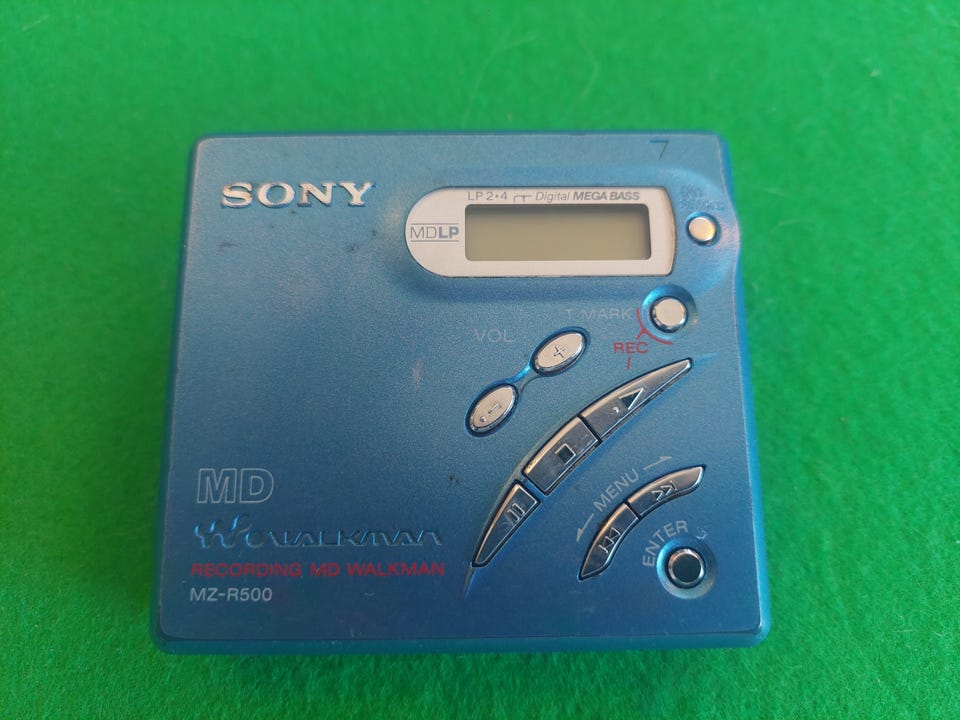 SONY
LP 2•4 Digital MEGA BASS
MDLP
T MARK
REC
VOL
+
-
MENU
ENTER
MD
WALKMAN
RECORDING MD WALKMAN
MZ-R500